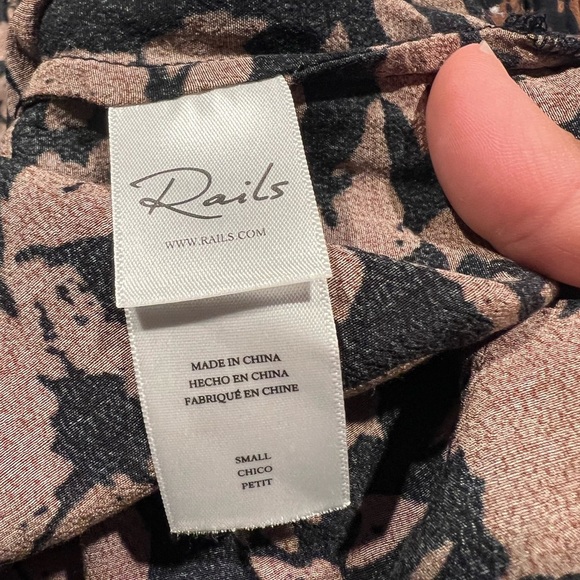 Rails
WWW.RAILS.COM
MADE IN CHINA
HECHO EN CHINA
FABRIQUÉ EN CHINE
SMALL
CHICO
PETIT